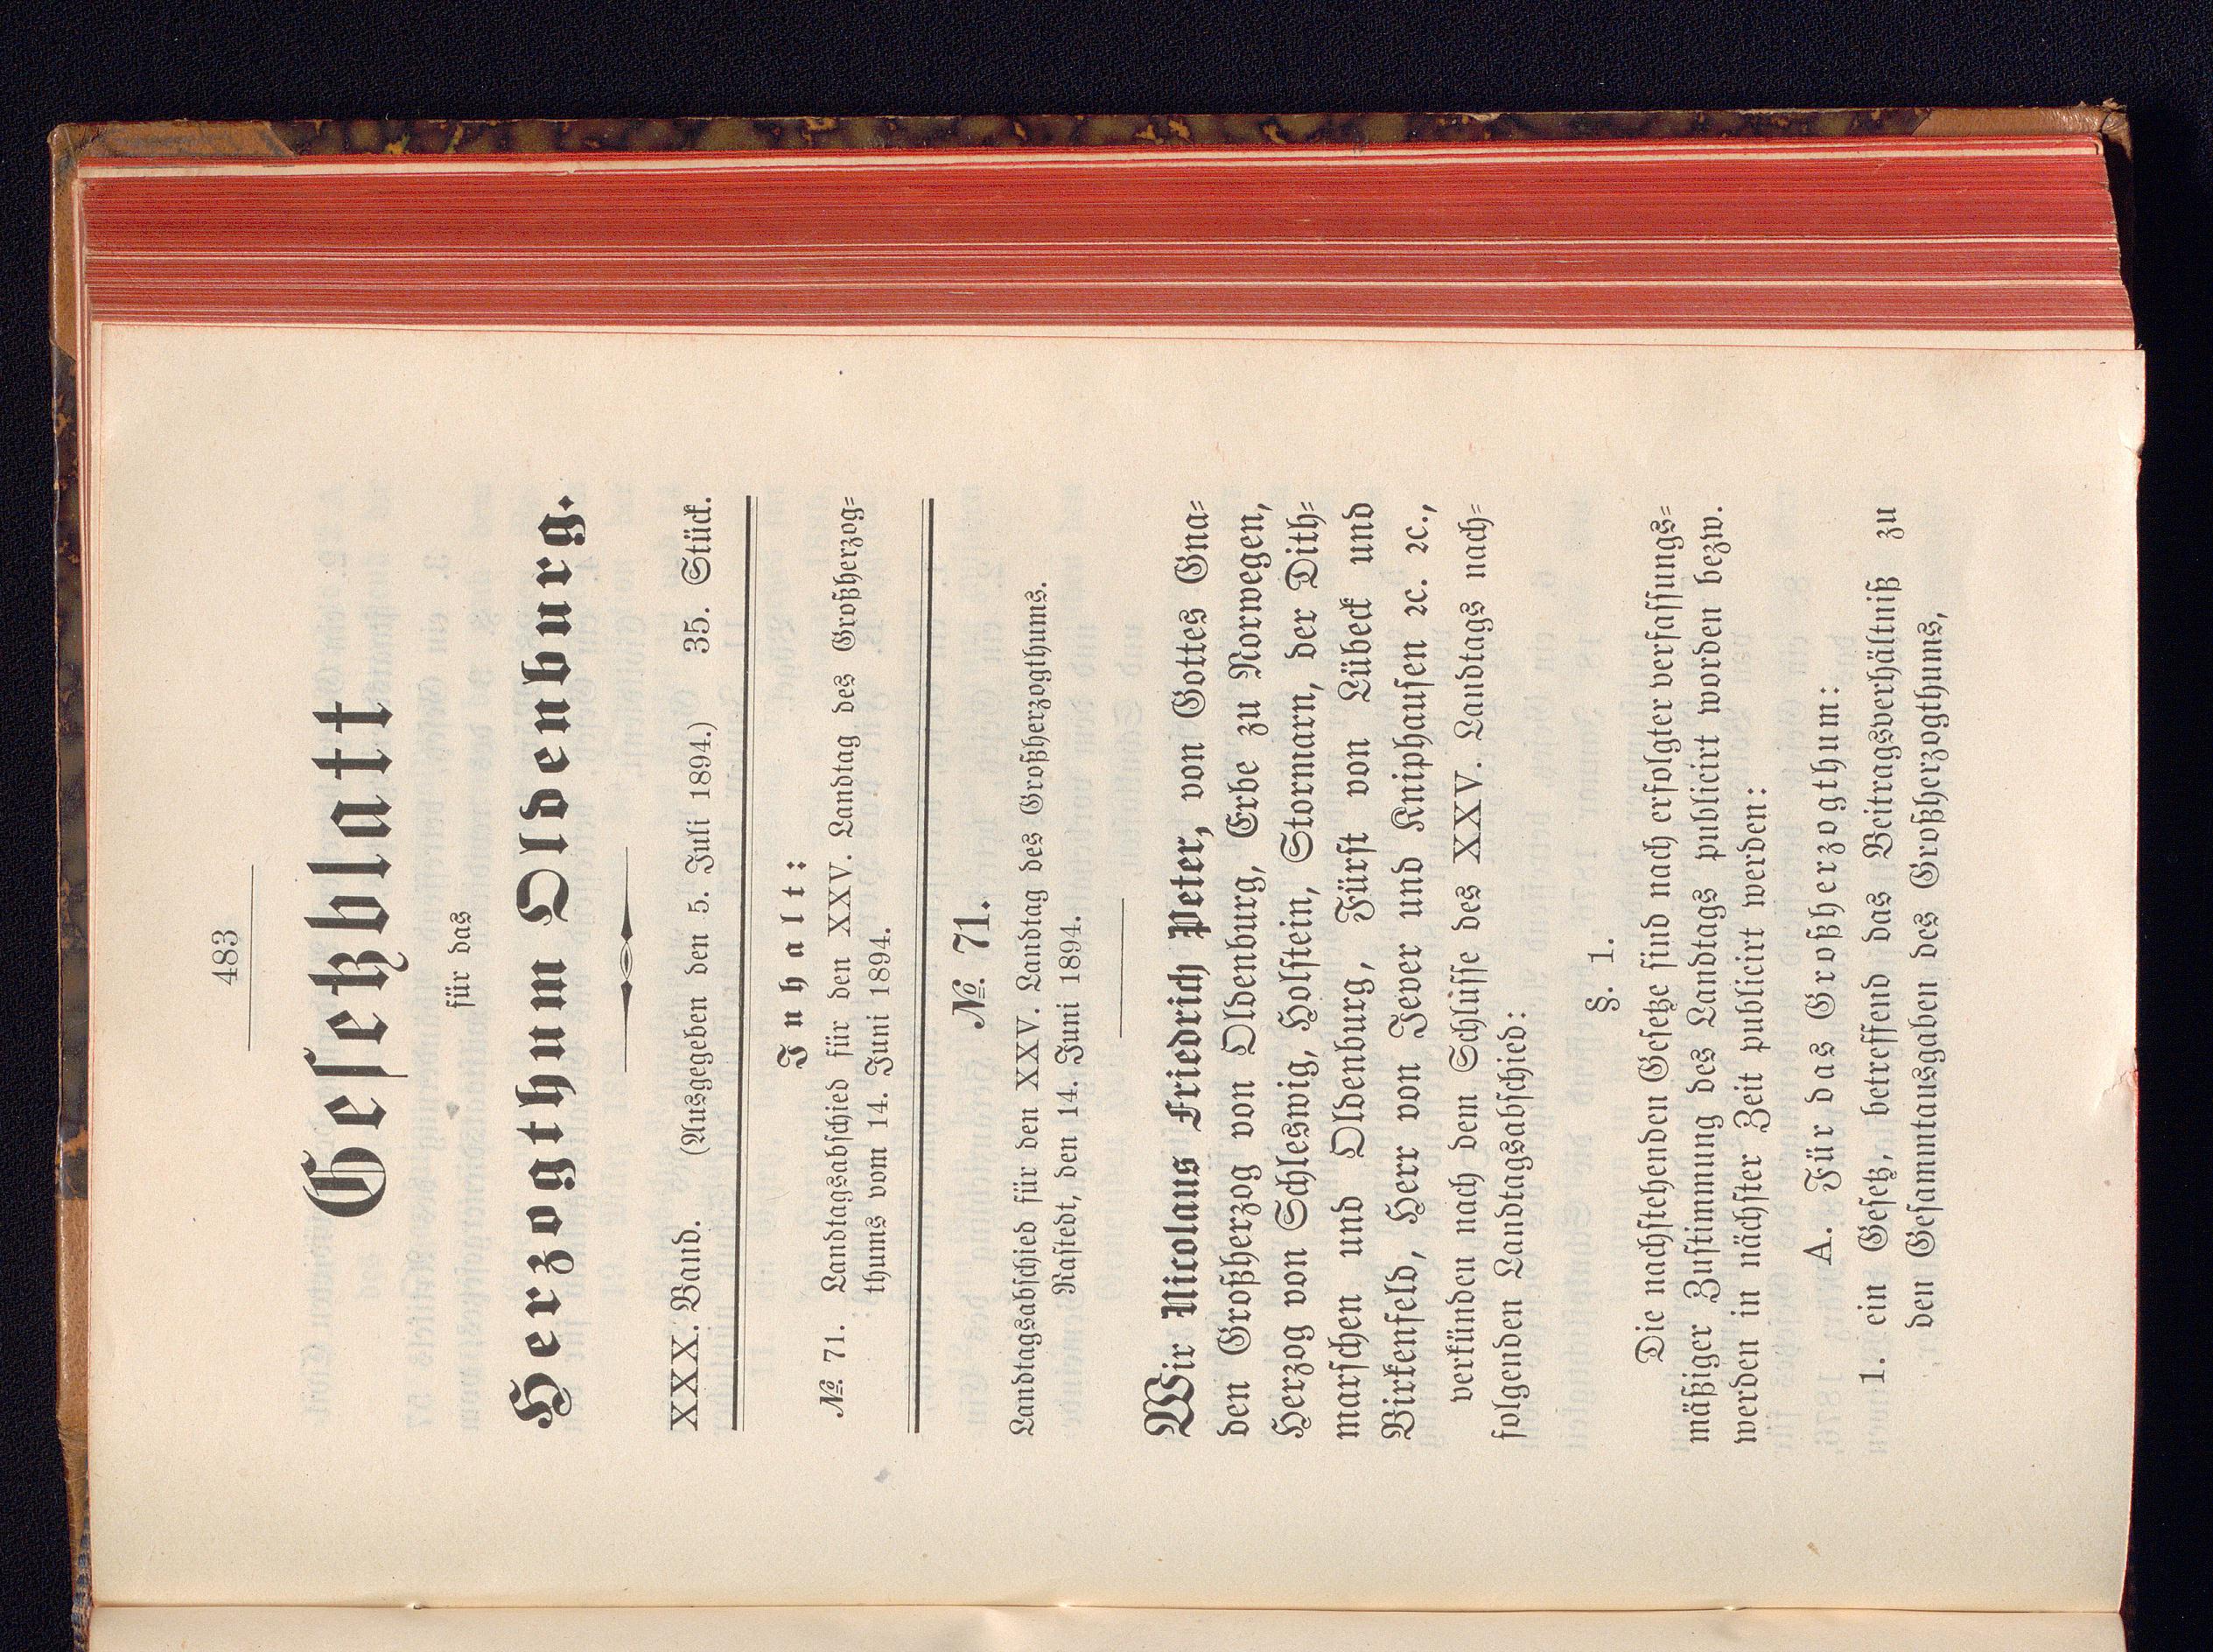 483
Gesetzblatt
für das
Herzogthum Oldenburg.
XXX. Band. (Ausgegeben den 5. Juli 1894.) 35. Stück.
Inhalt:
№. 71. Landtagsabschied für den XXV. Landtag des Großherzog-
thums vom 14. Juni 1894.
№. 71.
Landtagsabschied für den XXV. Landtag des Großherzogthums.
Rastedt, den 14. Juni 1894.
Wir Nicolaus Friedrich Peter, von Gottes Gna-
den Großherzog von Oldenburg, Erbe zu Norwegen,
Herzog von Schleswig, Holstein, Stormarn, der Dith-
marschen und Oldenburg, Fürst von Lübeck und
Birkenfeld, Herr von Jever und Kniphausen ꝛc. ꝛc.,
verkünden nach dem Schlusse des XXV. Landtags nach-
folgenden Landtagsabschied:
§. 1.
Die nachstehenden Gesetze sind nach erfolgter verfassungs-
mäßiger Zustimmung des Landtags publicirt worden bezw.
werden in nächster Zeit publicirt werden:
A. Für das Großherzogthum:
1. ein Gesetz, betreffend das Beitragsverhältniß zu
den Gesammtausgaben des Großherzogthums,